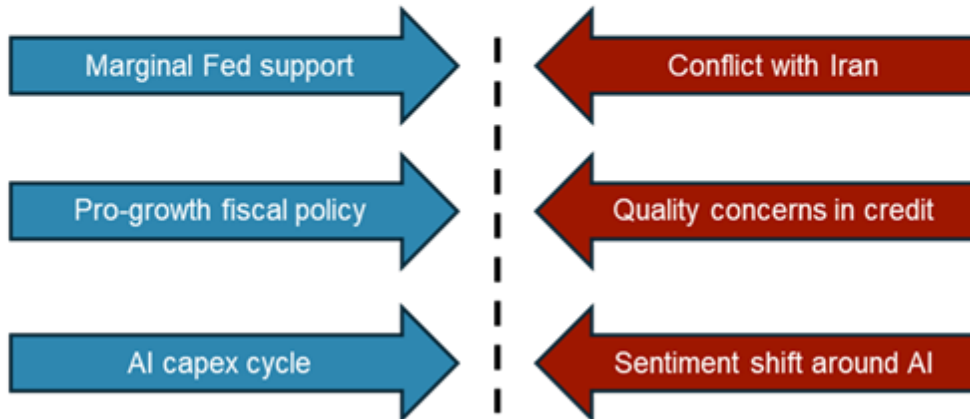 Marginal Fed support
Conflict with Iran
Pro-growth fiscal policy
Quality concerns in credit
AI capex cycle
Sentiment shift around AI